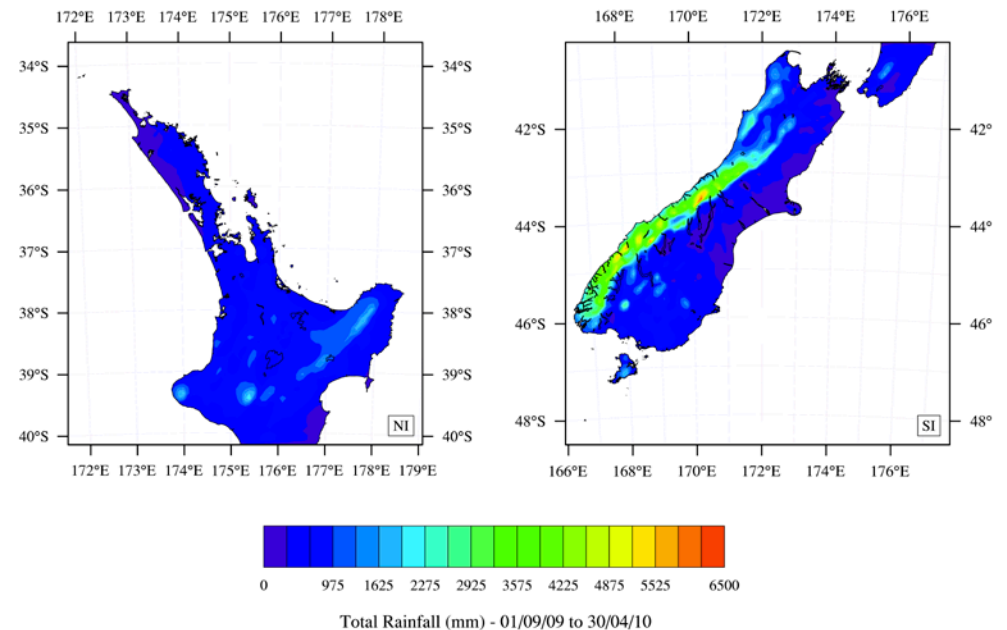 172°E 173°E 174°E 175°E 176°E 177°E 178°E
168°E 170°E 172°E 174°E 176°E
34°S
35°S
36°S
37°S
38°S
39°S
40°S
34°S
35°S
36°S
37°S
38°S
39°S
40°S
NI
172°E 173°E 174°E 175°E 176°E 177°E 178°E 179°E
42°S
44°S
46°S
48°S
42°
44°
46°
48°
SI
166°E 168°E 170°E 172°E 174°E 176°E
0 975 1625 2275 2925 3575 4225 4875 5525 6500
Total Rainfall (mm) - 01/09/09 to 30/04/10